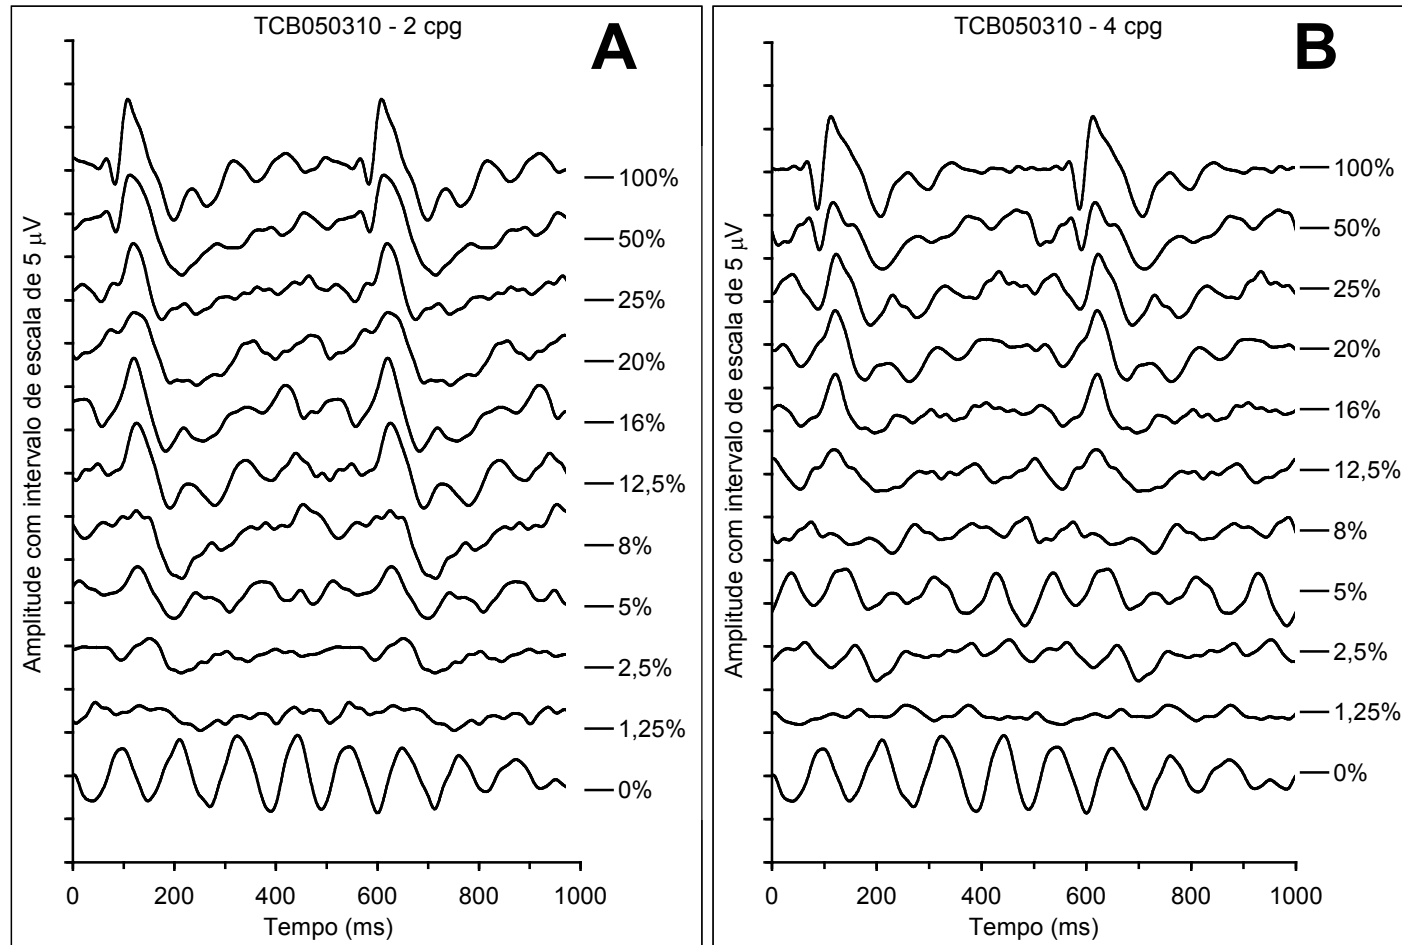 TCB050310 - 2 cpg
A
Amplitude com intervalo de escala de 5 μV
100%
50%
25%
20%
16%
12,5%
8%
5%
2,5%
1,25%
0%
0 200 400 600 800 1000
Tempo (ms)
TCB050310 - 4 cpg
B
Amplitude com intervalo de escala de 5 μV
100%
50%
25%
20%
16%
12,5%
8%
5%
2,5%
1,25%
0%
0 200 400 600 800 1000
Tempo (ms)